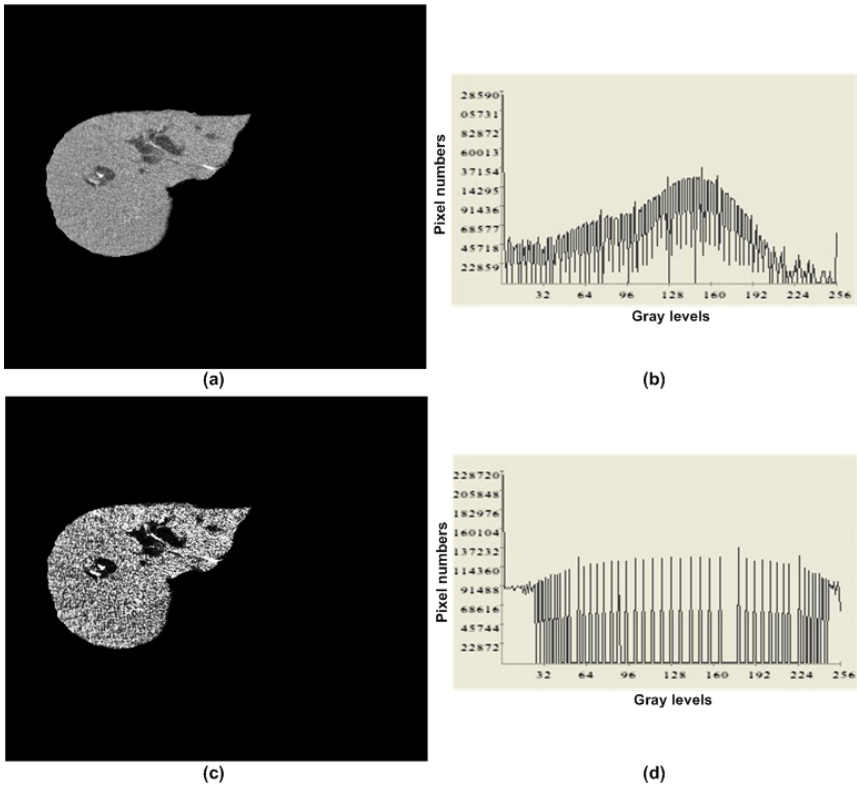 28590
05731
82872
60013
37154
14295
91436
68577
45718
22859
Pixel numbers
32 64 96 128 160 192 224 256
Gray levels
(a)
(b)
228720
205848
182976
160104
137232
114360
91488
68616
45744
22872
Pixel numbers
32 64 96 128 160 192 224 256
Gray levels
(c)
(d)